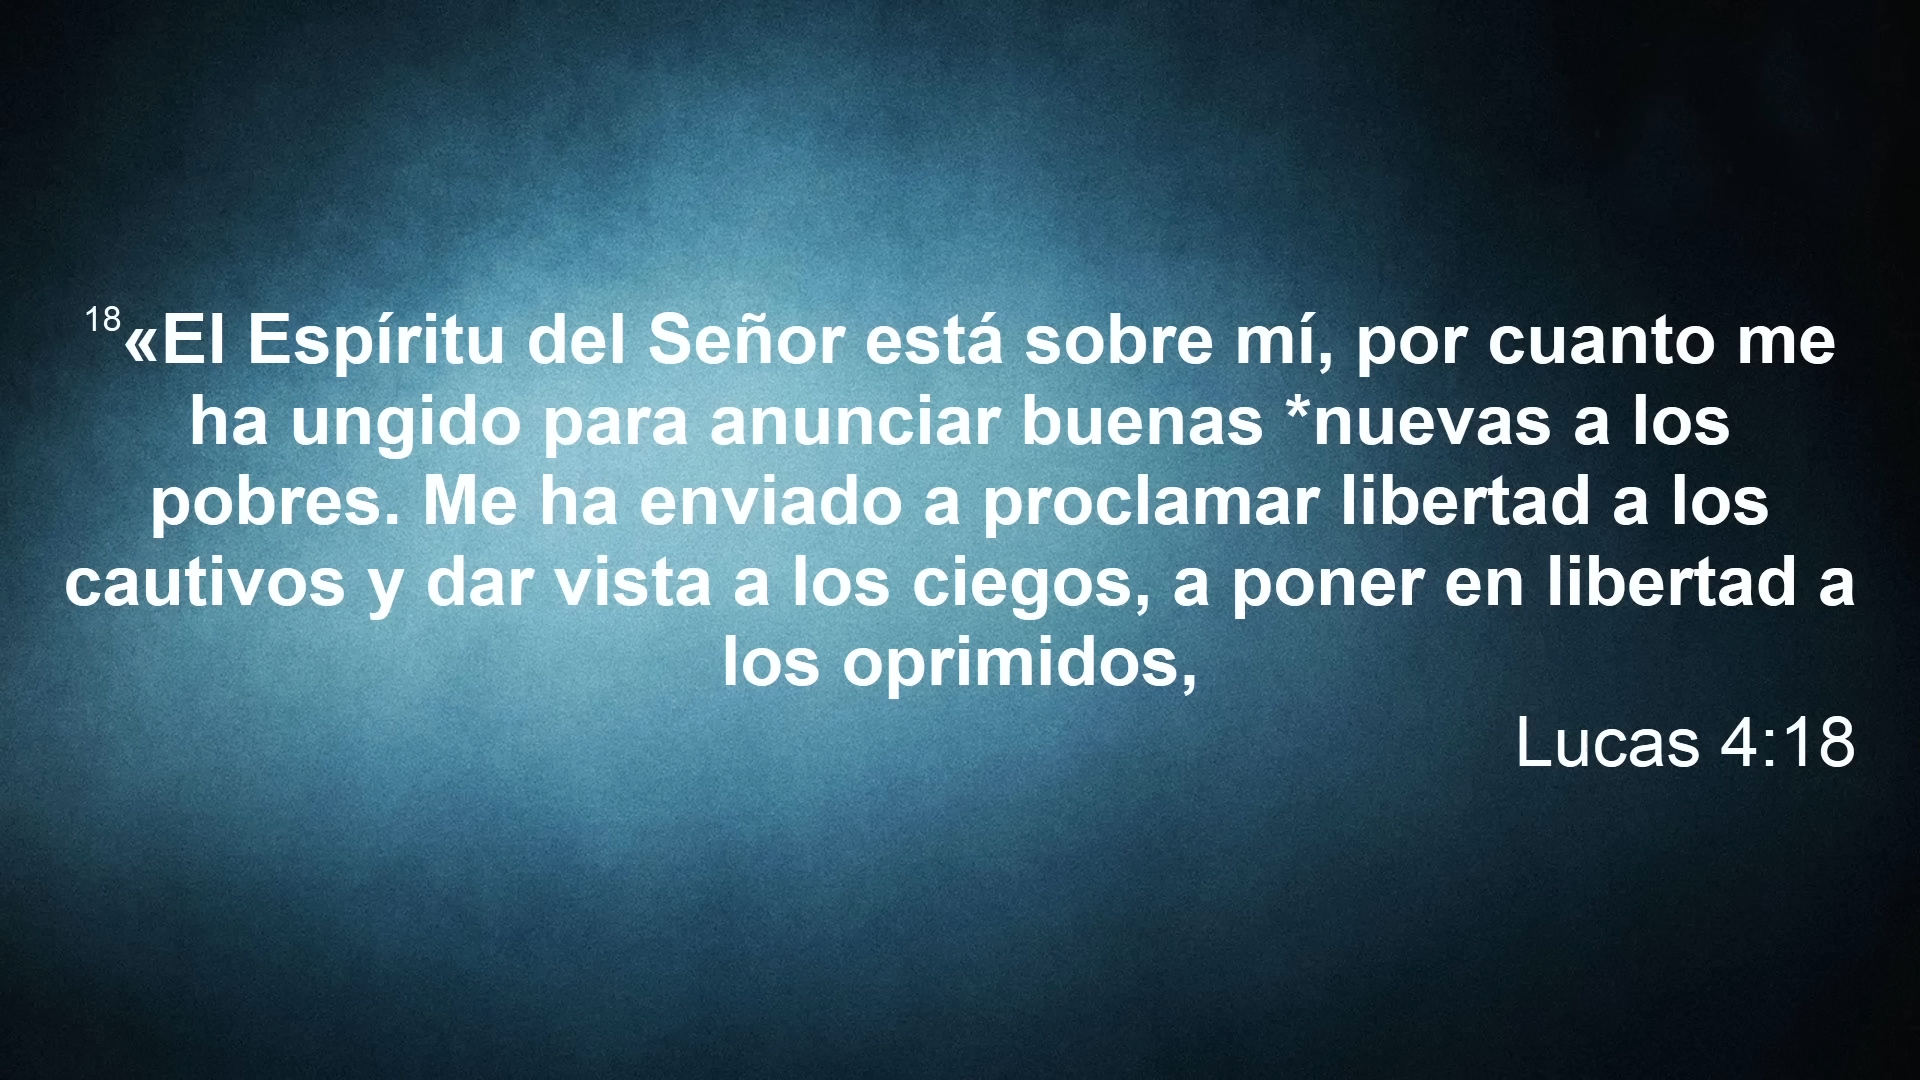 18«El Espíritu del Señor está sobre mí, por cuanto me
ha ungido para anunciar buenas *nuevas a los
pobres. Me ha enviado a proclamar libertad a los
cautivos y dar vista a los ciegos, a poner en libertad a
los oprimidos,
Lucas 4:18